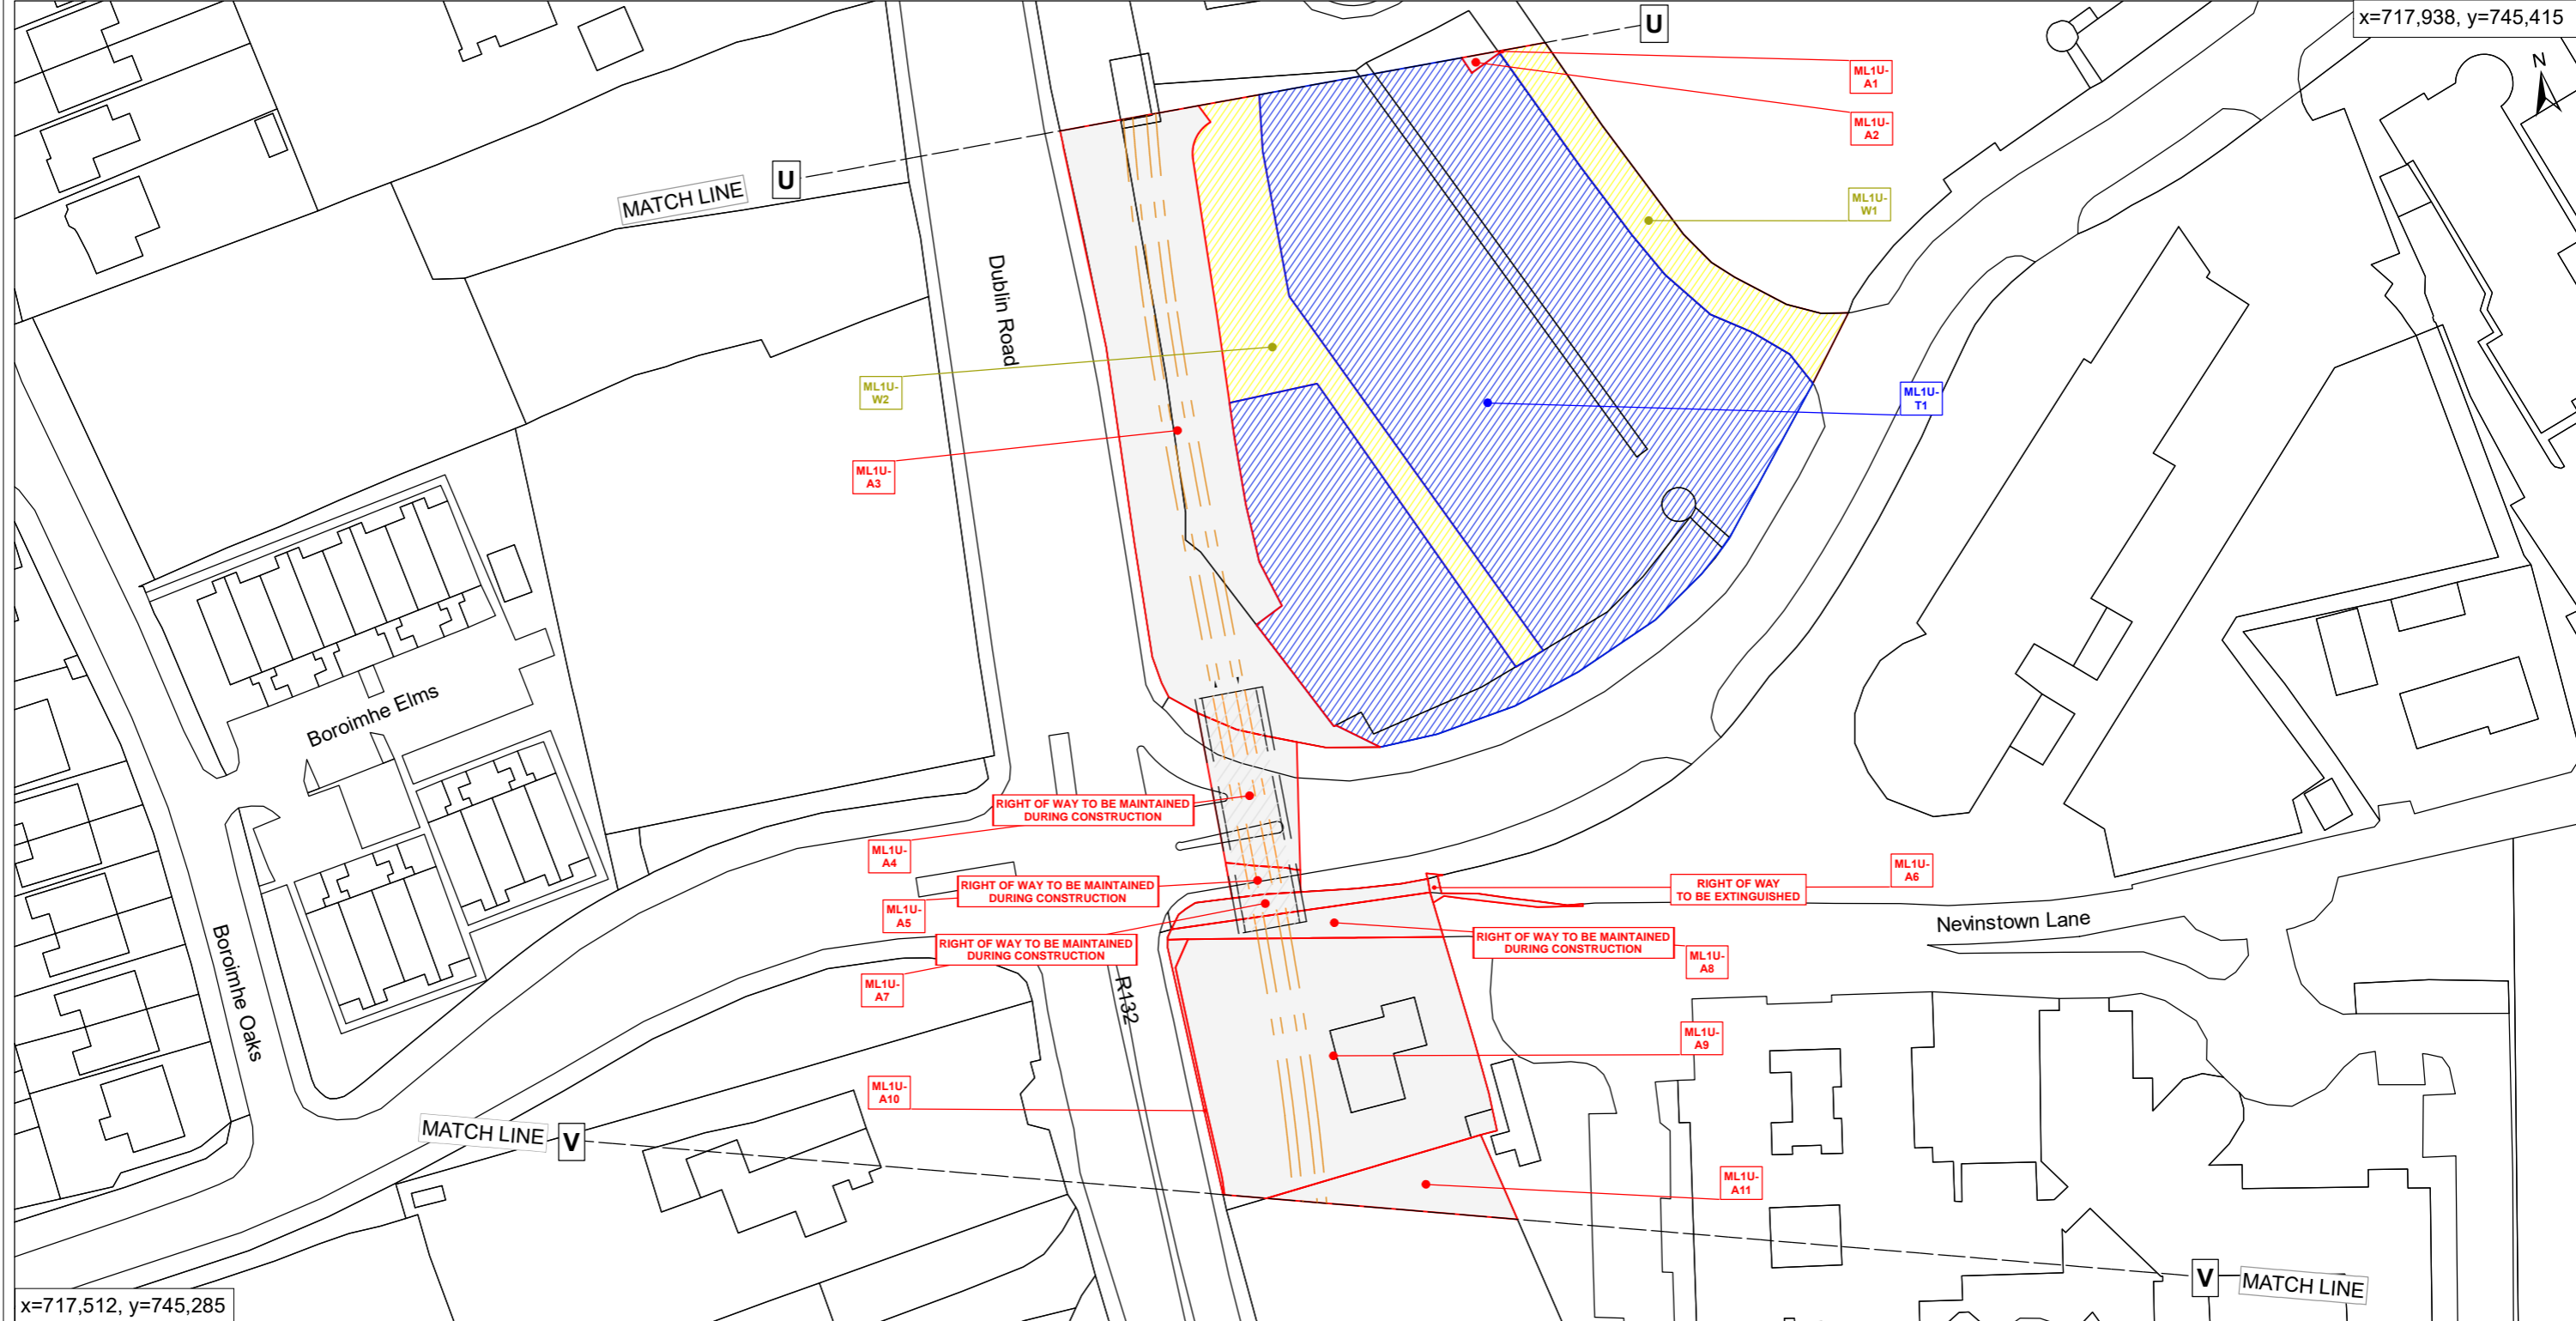 x=717,938, y=745,415
U
N
ML1U-
A1
ML1U-
A2
U
MATCH LINE
ML1U-
W1
Dublin Road
ML1U-
W2
ML1U-
T1
ML1U-
A3
Boroimhe Elms
RIGHT OF WAY TO BE MAINTAINED
DURING CONSTRUCTION
ML1U-
A4
ML1U-
A6
RIGHT OF WAY TO BE MAINTAINED
DURING CONSTRUCTION
RIGHT OF WAY
TO BE EXTINGUISHED
ML1U-
A5
Nevinstown Lane
RIGHT OF WAY TO BE MAINTAINED
DURING CONSTRUCTION
RIGHT OF WAY TO BE MAINTAINED
DURING CONSTRUCTION
ML1U-
A8
ML1U-
A7
Boroimhe Oaks
R132
ML1U-
A9
ML1U-
A10
MATCH LINE
V
ML1U-
A11
V
MATCH LINE
x=717,512, y=745,285